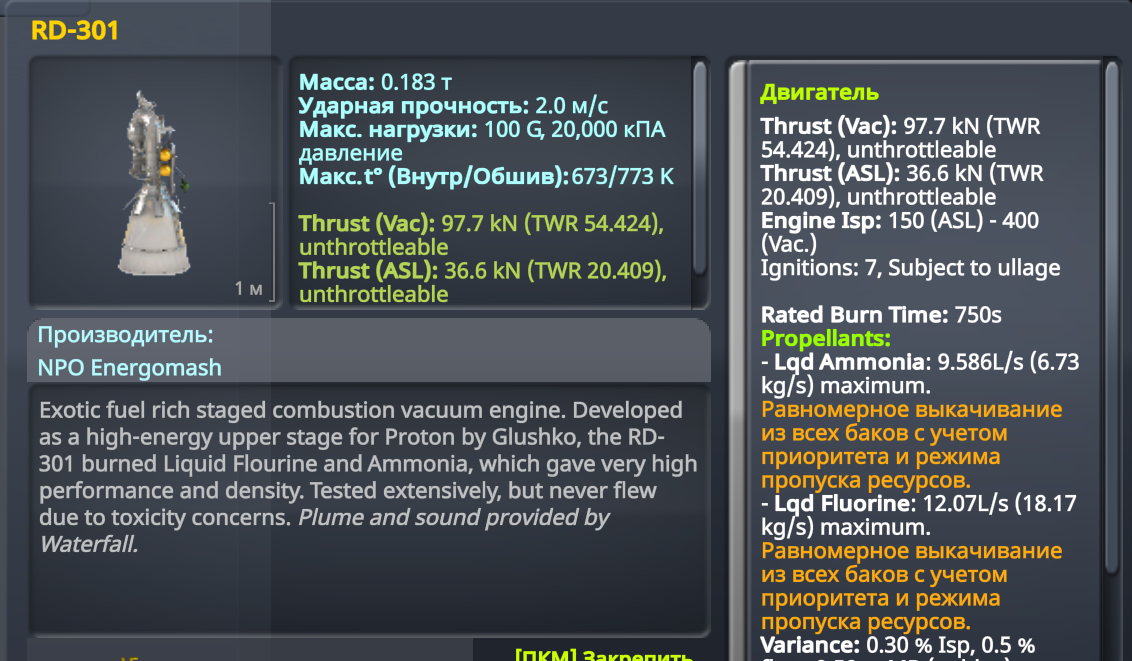 RD-301
Масса: 0.183 т
Ударная прочность: 2.0 м/с
Макс. нагрузки: 100 G, 20,000 кПА
давление
Макс.t° (Внутр/Обшив):673/773 K
Thrust (Vac): 97.7 kN (TWR 54.424),
unthrottleable
Thrust (ASL): 36.6 kN (TWR 20.409),
unthrottleable
1 м
Производитель:
NPO Energomash
Exotic fuel rich staged combustion vacuum engine. Developed
as a high-energy upper stage for Proton by Glushko, the RD-
301 burned Liquid Flourine and Ammonia, which gave very high
performance and density. Tested extensively, but never flew
due to toxicity concerns. Plume and sound provided by
Waterfall.
[ПКМ] Закрепить
Двигатель
Thrust (Vac): 97.7 kN (TWR
54.424), unthrottleable
Thrust (ASL): 36.6 kN (TWR
20.409), unthrottleable
Engine Isp: 150 (ASL) - 400
(Vac.)
Ignitions: 7, Subject to ullage
Rated Burn Time: 750s
Propellants:
- Lqd Ammonia: 9.586L/s (6.73
kg/s) maximum.
Равномерное выкачивание
из всех баков с учетом
приоритета и режима
пропуска ресурсов.
- Lqd Fluorine: 12.07L/s (18.17
kg/s) maximum.
Равномерное выкачивание
из всех баков с учетом
приоритета и режима
пропуска ресурсов.
Variance: 0.30 % Isp, 0.5 %